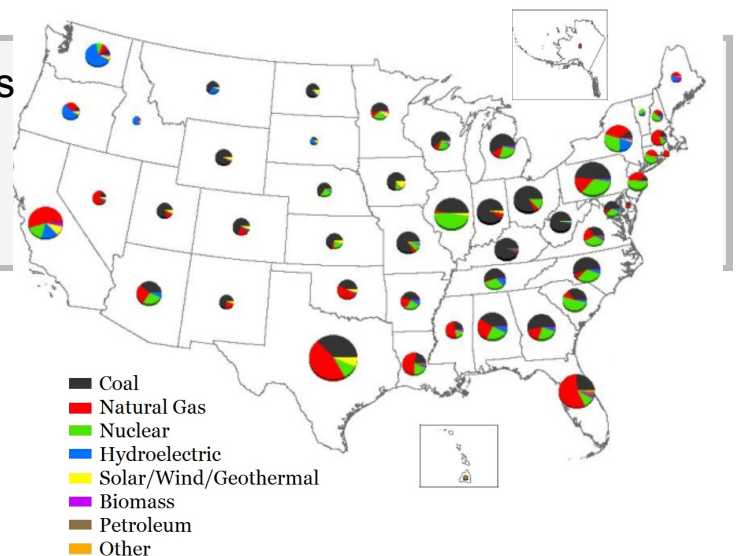 s
Coal
Natural Gas
Nuclear
Hydroelectric
Solar/Wind/Geothermal
Biomass
Petroleum
Other